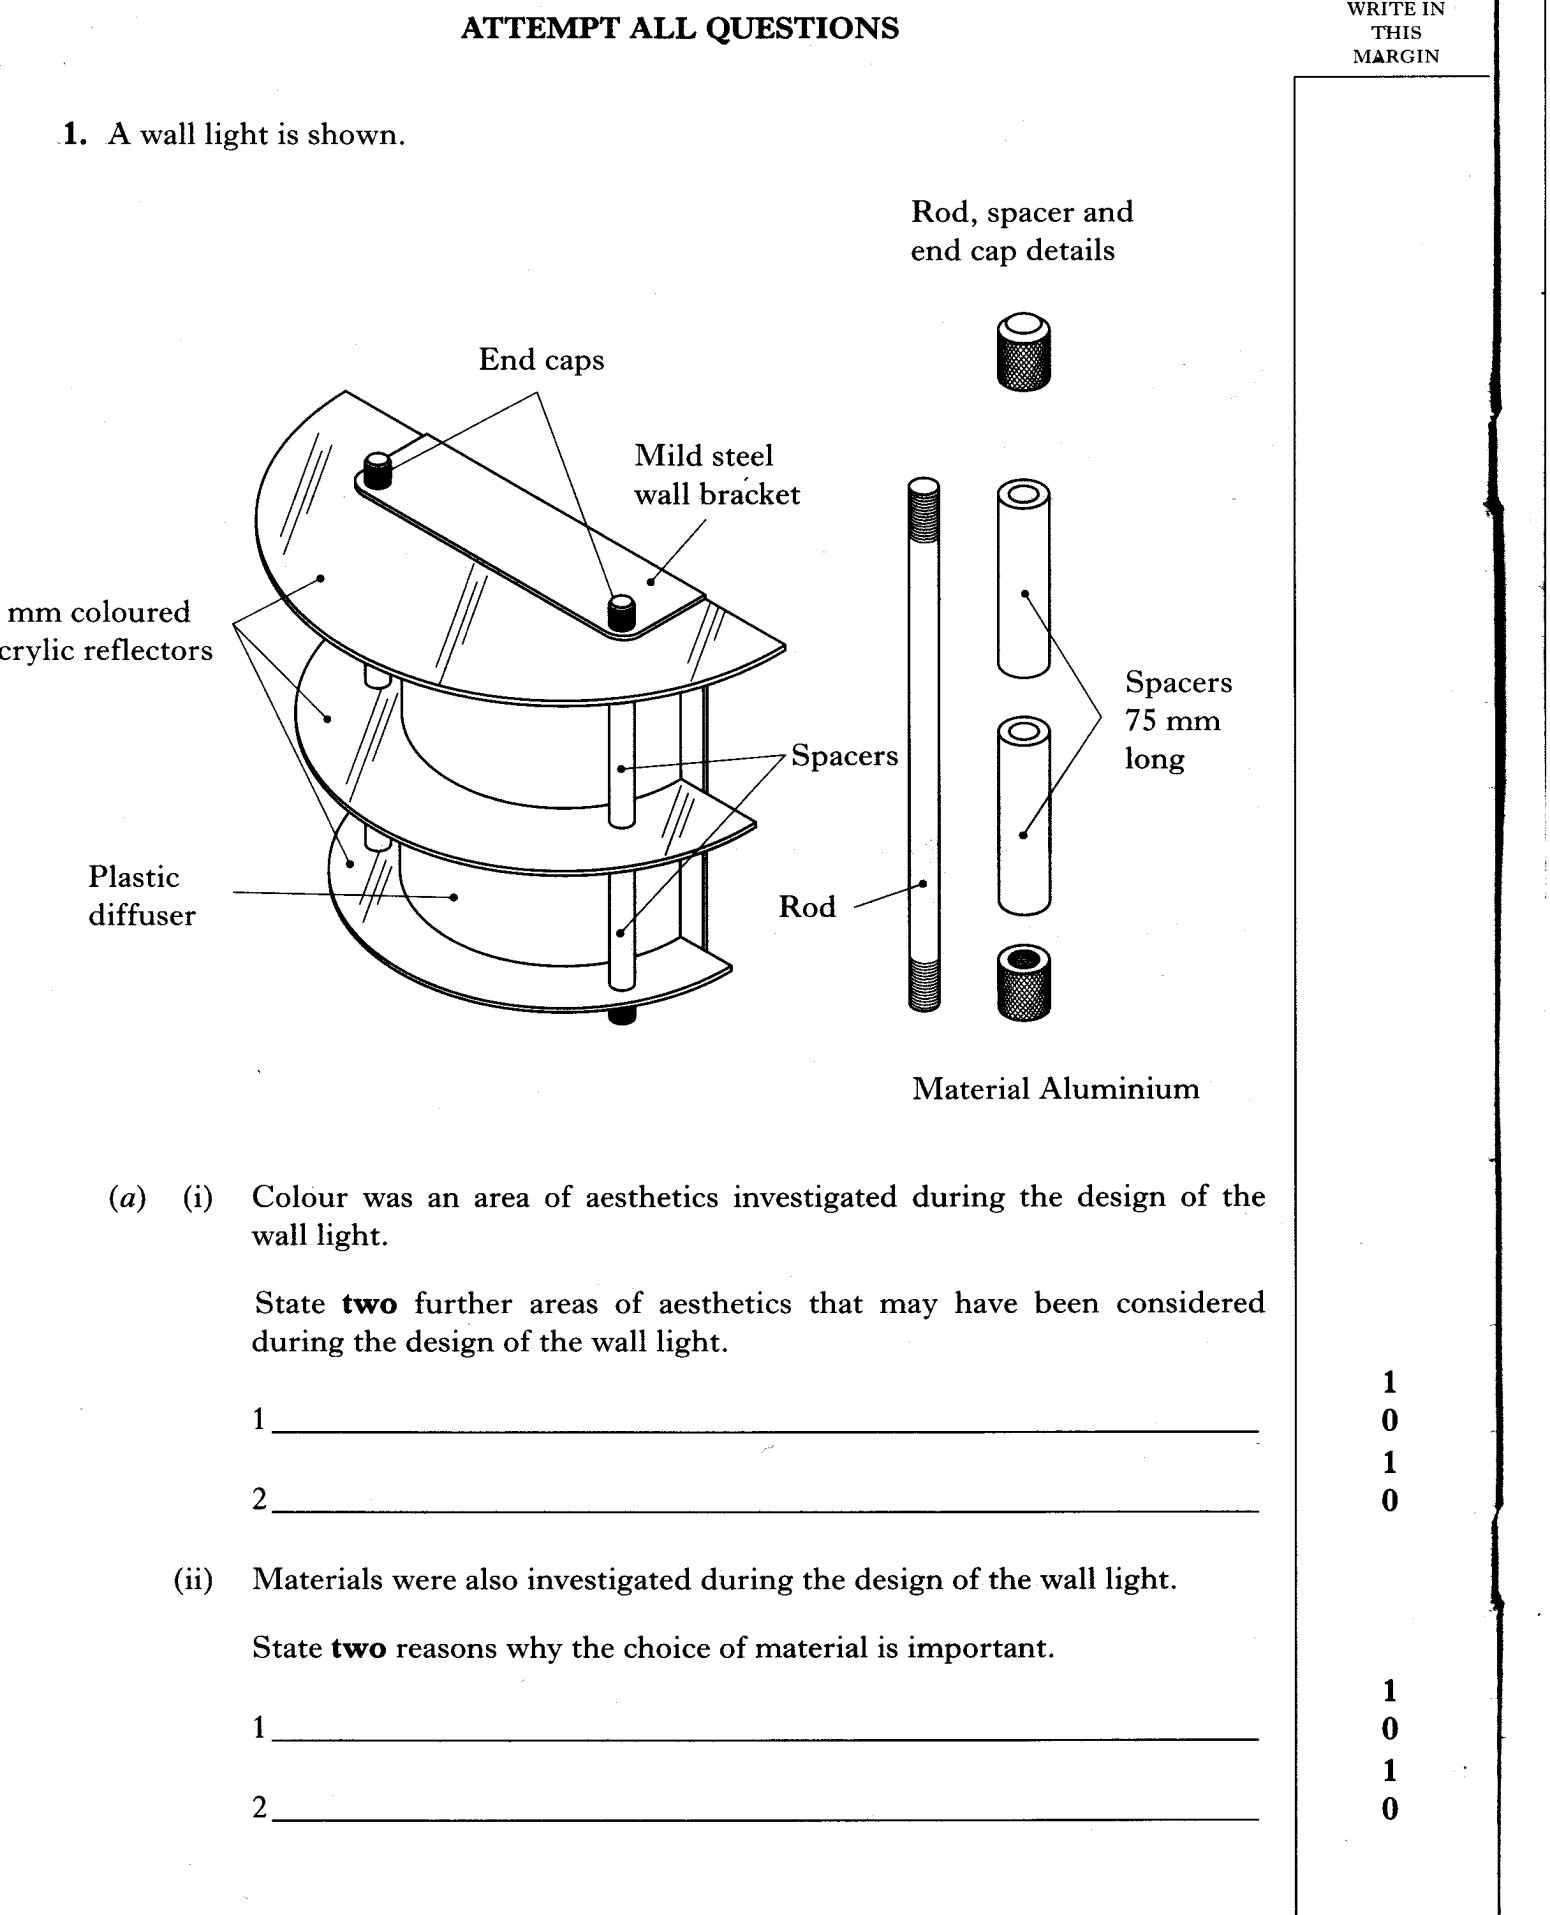 ATTEMPT ALL QUESTIONS
WRITE IN
THIS
MARGIN
1. A wall light is shown.
Rod, spacer and
end cap details
End caps
Mild steel
wall bracket
mm coloured
crylic reflectors
Spacers
75 mm
long
Spacers
Plastic
diffuser
Rod
Material Aluminium
(a) (i) Colour was an area of aesthetics investigated during the design of the
wall light.
State two further areas of aesthetics that may have been considered
during the design of the wall light.
1
0
1
1
0
2
(ii) Materials were also investigated during the design of the wall light.
State two reasons why the choice of material is important.
1
0
1
1
0
2